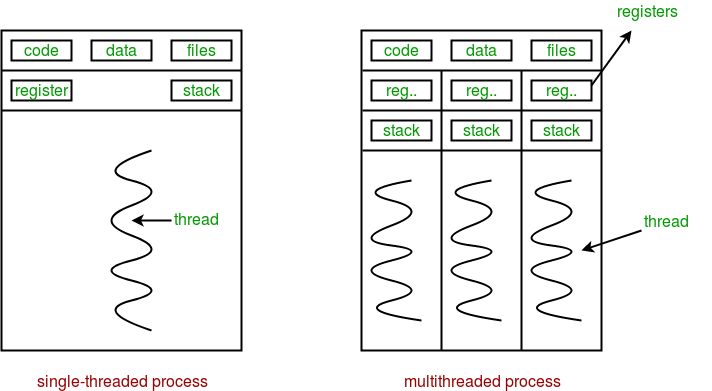 registers
code data files
code data files
register stack
reg.. reg.. reg..
stack stack stack
thread
thread
single-threaded process
multithreaded process